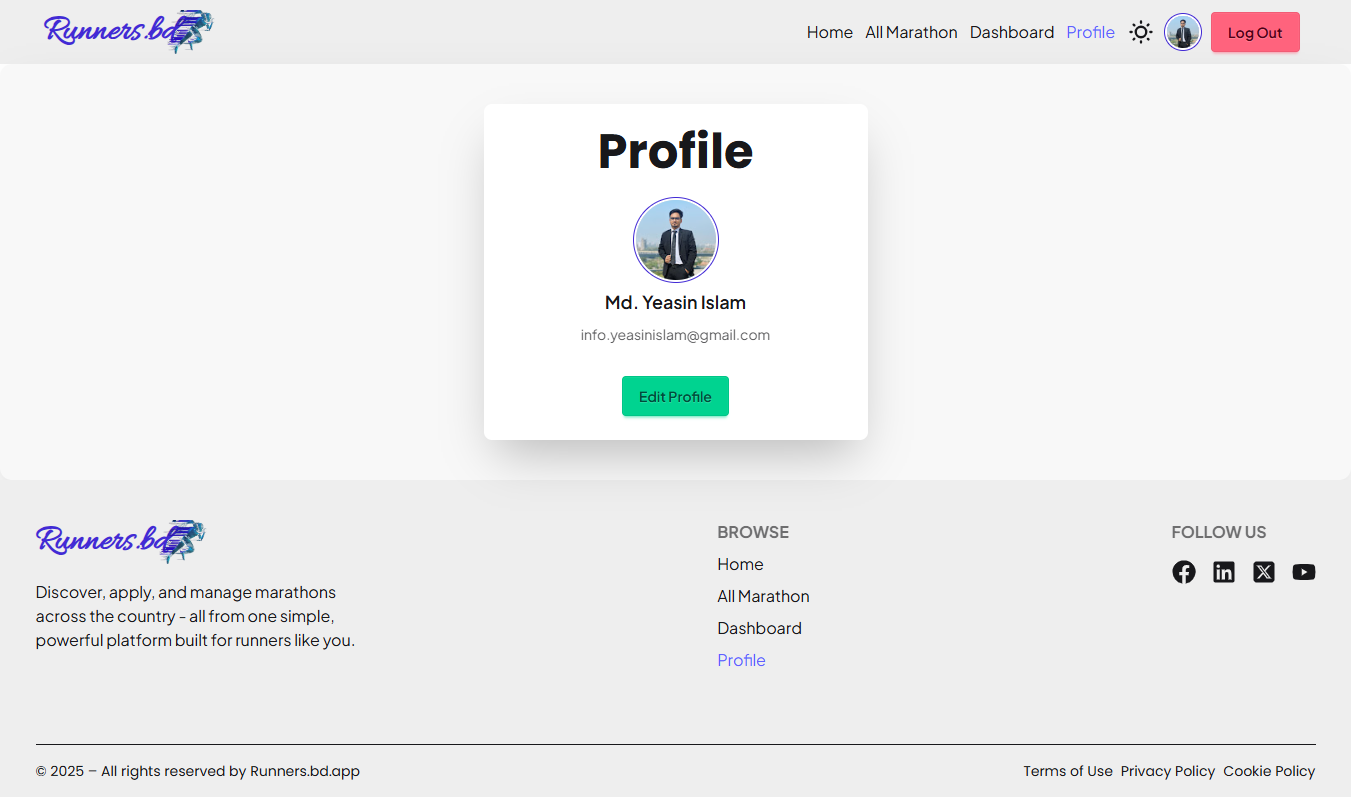 Runners.bd
Home All Marathon Dashboard Profile Log Out
Profile
Md. Yeasin Islam
info.yeasinislam@gmail.com
Edit Profile
Runners.bd
Discover, apply, and manage marathons
across the country - all from one simple,
powerful platform built for runners like you.
BROWSE
Home
All Marathon
Dashboard
Profile
FOLLOW US
© 2025 – All rights reserved by Runners.bd.app
Terms of Use Privacy Policy Cookie Policy